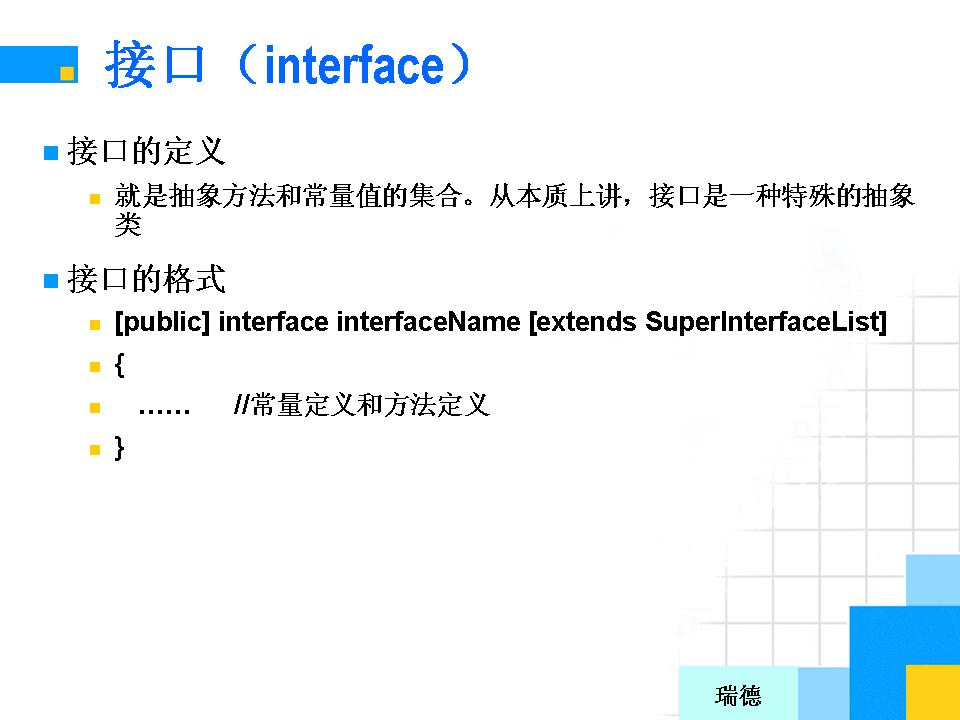 接口（interface）
接口的定义
就是抽象方法和常量值的集合。从本质上讲，接口是一种特殊的抽象
类
接口的格式
[public] interface interfaceName [extends SuperInterfaceList]
{
…… //常量定义和方法定义
}
瑞德